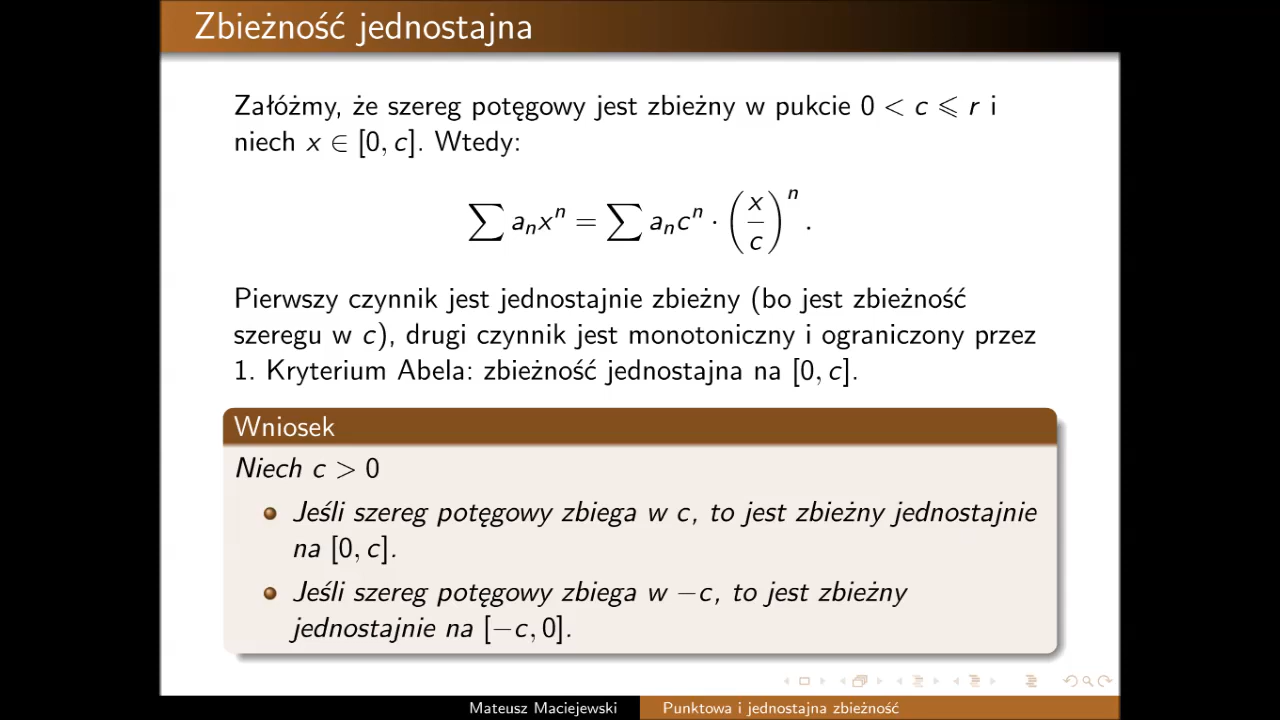 Zbieżność jednostajna
Załóżmy, że szereg potęgowy jest zbieżny w pukcie 0 < c ⩽ r i
niech x ∈ [0, c]. Wtedy:
∑ aₙxⁿ = ∑ aₙcⁿ · (x/c)ⁿ.
Pierwszy czynnik jest jednostajnie zbieżny (bo jest zbieżność
szeregu w c), drugi czynnik jest monotoniczny i ograniczony przez
1. Kryterium Abela: zbieżność jednostajna na [0, c].
Wniosek
Niech c > 0
Jeśli szereg potęgowy zbiega w c, to jest zbieżny jednostajnie
na [0, c].
Jeśli szereg potęgowy zbiega w −c, to jest zbieżny
jednostajnie na [−c, 0].
Mateusz Maciejewski Punktowa i jednostajna zbieżność